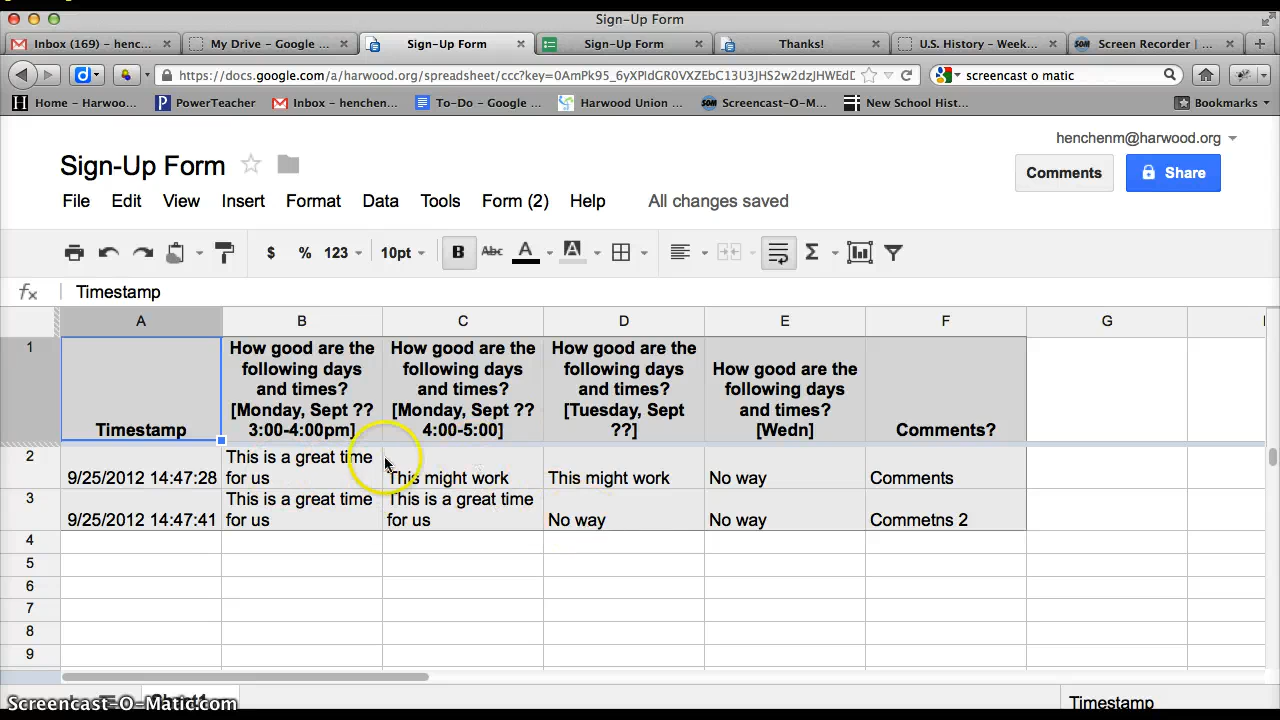 Sign-Up Form
Inbox (169) – henc... × My Drive – Google ... × Sign-Up Form × Sign-Up Form × Thanks! × U.S. History – Week... × Screen Recorder | ... × +
https://docs.google.com/a/harwood.org/spreadsheet/ screencast o matic
Home – Harwoo... PowerTeacher Inbox – henchen... To-Do – Google ... Harwood Union ... Screencast-O-M... New School Hist... Bookmarks
henchenm@harwood.org
Sign-Up Form
Comments Share
File Edit View Insert Format Data Tools Form (2) Help All changes saved
$ % 123 10pt B Abc A A Σ
fx Timestamp
A B C D E F G
1 Timestamp
How good are the
following days
and times?
[Monday, Sept ??
3:00-4:00pm]
How good are the
following days
and times?
[Monday, Sept ??
4:00-5:00]
How good are the
following days
and times?
[Tuesday, Sept
??]
How good are the
following days
and times?
[Wedn]
Comments?
2 9/25/2012 14:47:28
This is a great time
for us
This might work
This might work
No way
Comments
3 9/25/2012 14:47:41
This is a great time
for us
This is a great time
for us
No way
No way
Commetns 2
4
5
6
7
8
9
Screencast-O-Matic.com
Timestamp